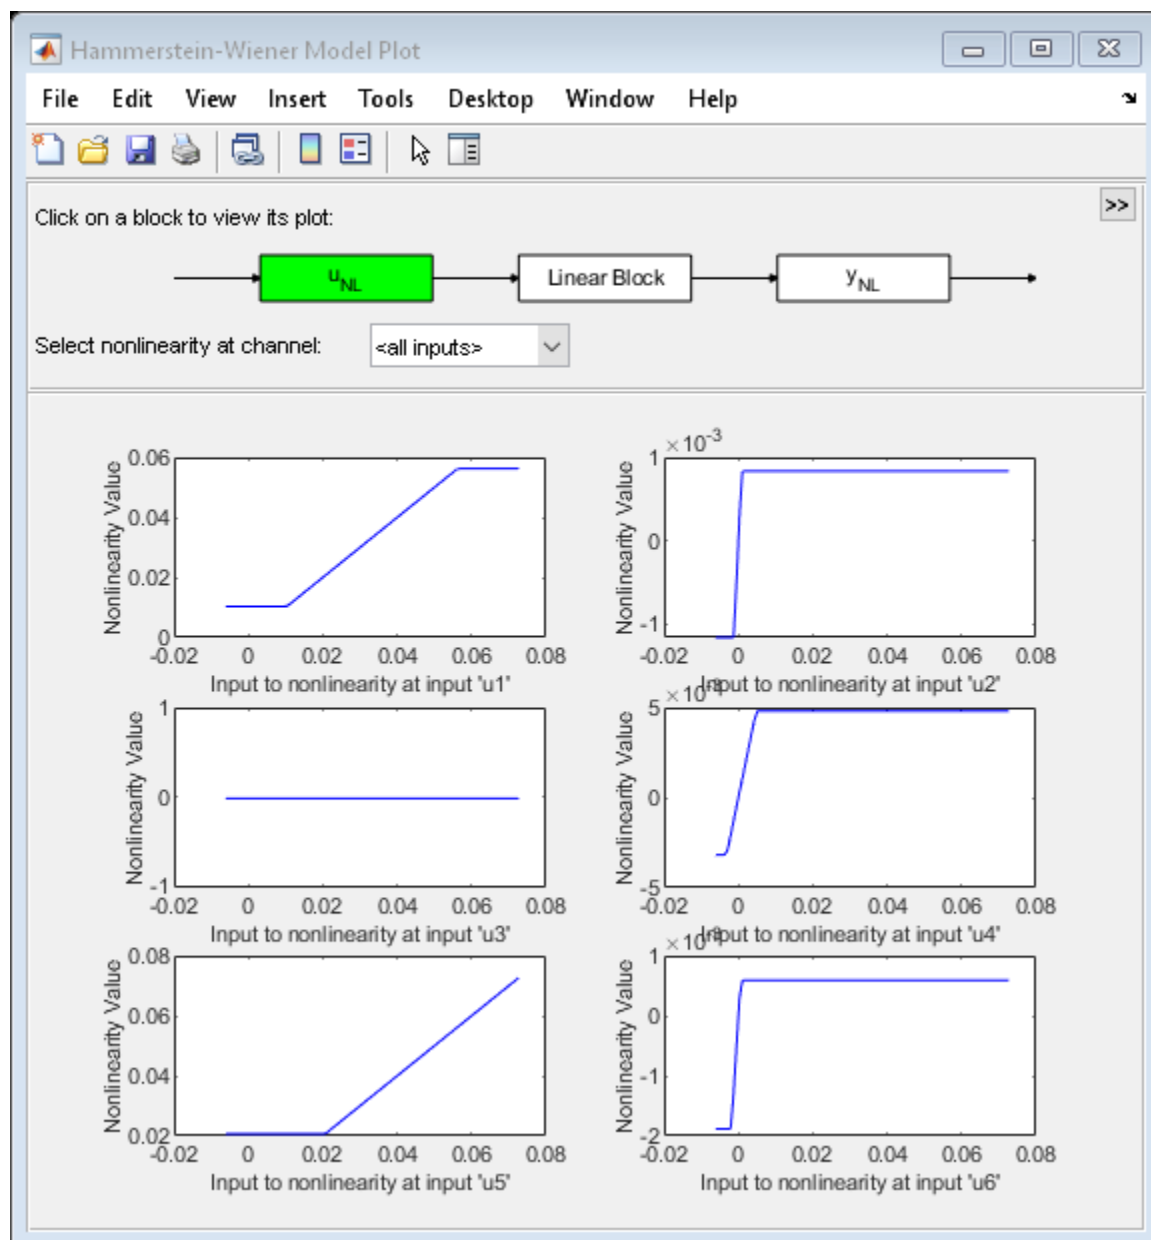 Hammerstein-Wiener Model Plot
File Edit View Insert Tools Desktop Window Help
Click on a block to view its plot:
>>
uNL Linear Block yNL
Select nonlinearity at channel: <all inputs>
Nonlinearity Value
0.06
0.04
0.02
0
-0.02 0 0.02 0.04 0.06 0.08
Input to nonlinearity at input 'u1'
×10-3
Nonlinearity Value
1
0
-1
-0.02 0 0.02 0.04 0.06 0.08
Input to nonlinearity at input 'u2'
Nonlinearity Value
1
0
-1
-0.02 0 0.02 0.04 0.06 0.08
Input to nonlinearity at input 'u3'
Nonlinearity Value
5
0
-5
-0.02 0 0.02 0.04 0.06 0.08
Input to nonlinearity at input 'u4'
Nonlinearity Value
0.08
0.06
0.04
0.02
-0.02 0 0.02 0.04 0.06 0.08
Input to nonlinearity at input 'u5'
Nonlinearity Value
1
0
-1
-2
-0.02 0 0.02 0.04 0.06 0.08
Input to nonlinearity at input 'u6'